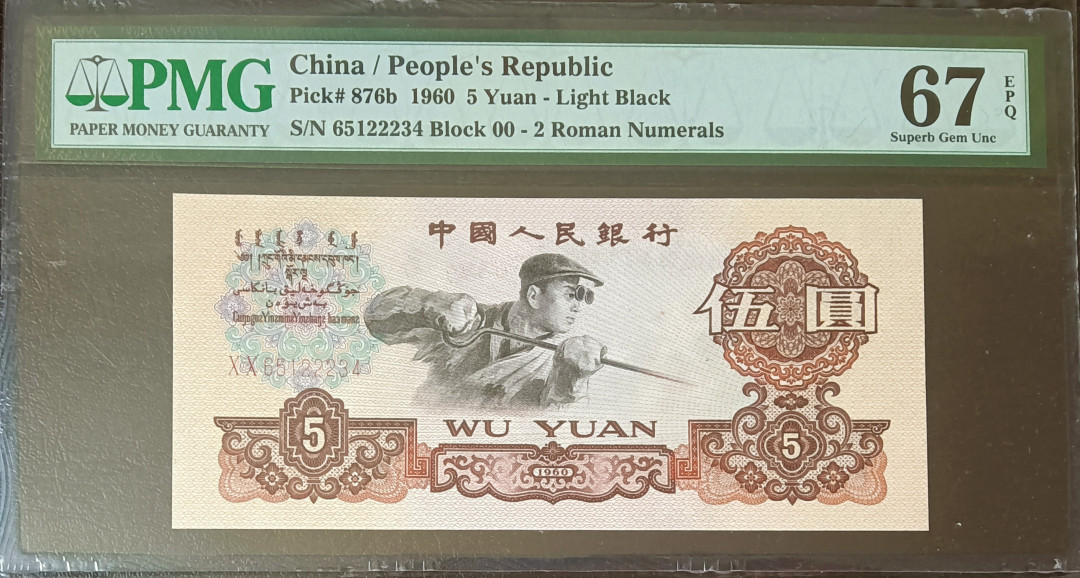 PMG
PAPER MONEY GUARANTY
China / People's Republic
Pick# 876b 1960 5 Yuan - Light Black
S/N 65122234 Block 00 - 2 Roman Numerals
67
EPQ
Superb Gem Unc
中國人民銀行
伍圓
X X 65122234
5
WU YUAN
1960
5